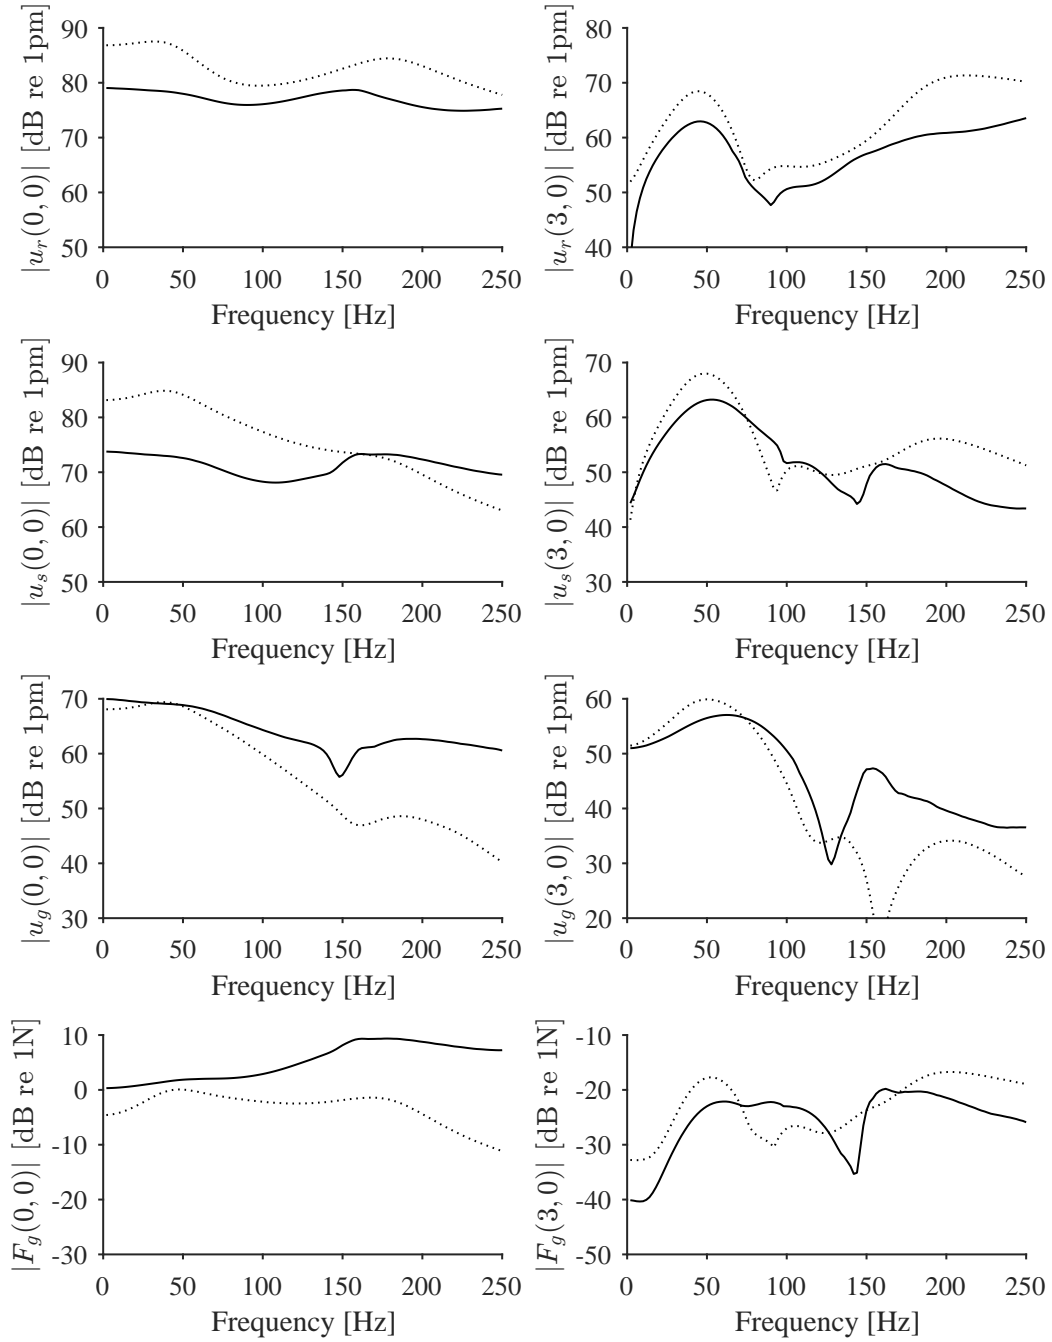 |u_r(0, 0)| [dB re 1pm]
90
80
70
60
50
0 50 100 150 200 250
Frequency [Hz]
|u_r(3, 0)| [dB re 1pm]
80
70
60
50
40
0 50 100 150 200 250
Frequency [Hz]
|u_s(0, 0)| [dB re 1pm]
90
80
70
60
50
0 50 100 150 200 250
Frequency [Hz]
|u_s(3, 0)| [dB re 1pm]
70
60
50
40
30
0 50 100 150 200 250
Frequency [Hz]
|u_g(0, 0)| [dB re 1pm]
70
60
50
40
30
0 50 100 150 200 250
Frequency [Hz]
|u_g(3, 0)| [dB re 1pm]
60
50
40
30
20
0 50 100 150 200 250
Frequency [Hz]
|F_g(0, 0)| [dB re 1N]
10
0
-10
-20
-30
0 50 100 150 200 250
Frequency [Hz]
|F_g(3, 0)| [dB re 1N]
-10
-20
-30
-40
-50
0 50 100 150 200 250
Frequency [Hz]